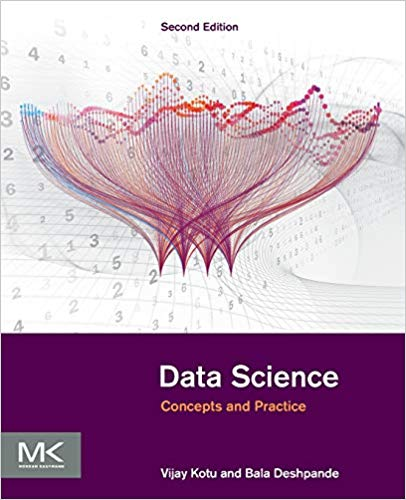 Second Edition
Data Science
Concepts and Practice
MK
MORGAN KAUFMANN
Vijay Kotu and Bala Deshpande